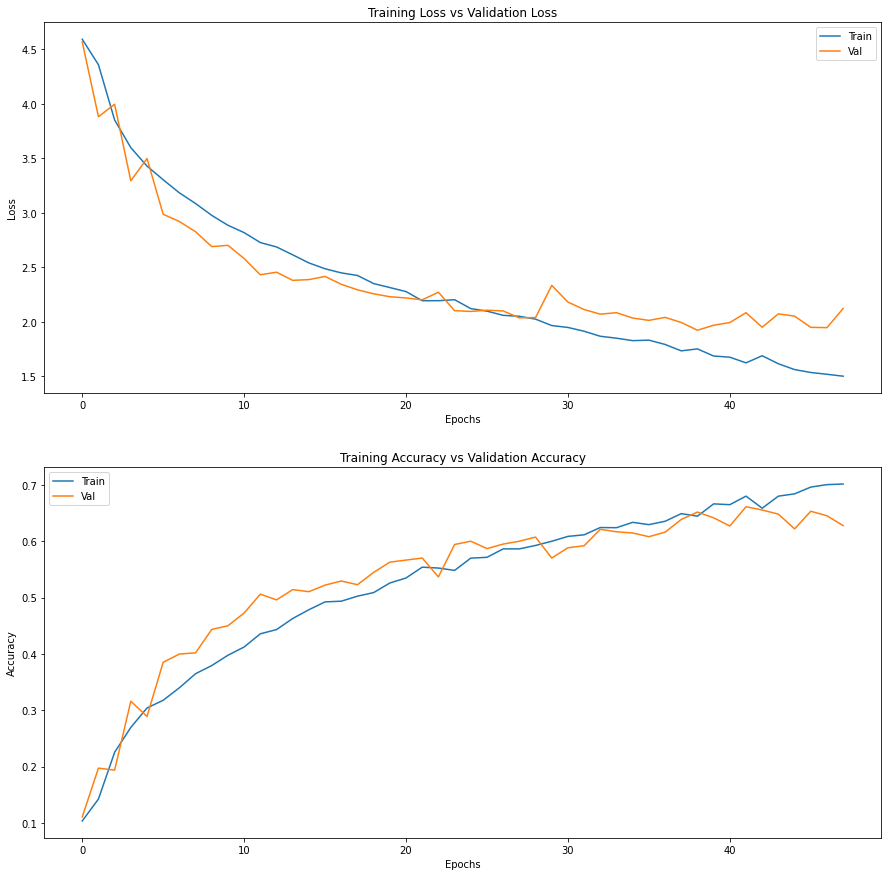 Training Loss vs Validation Loss
Train
Val
4.5
4.0
3.5
3.0
2.5
2.0
1.5
Loss
0 10 20 30 40
Epochs
Training Accuracy vs Validation Accuracy
Train
Val
0.7
0.6
0.5
0.4
0.3
0.2
0.1
Accuracy
0 10 20 30 40
Epochs